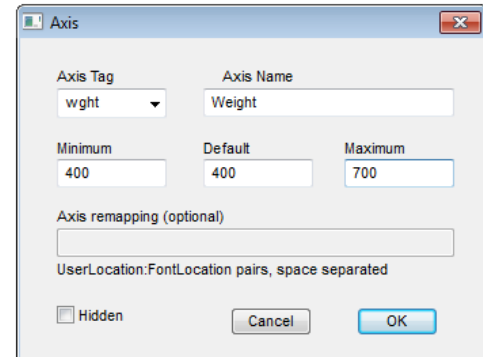 Axis
Axis Tag Axis Name
wght Weight
Minimum Default Maximum
400 400 700
Axis remapping (optional)
UserLocation:FontLocation pairs, space separated
Hidden Cancel OK